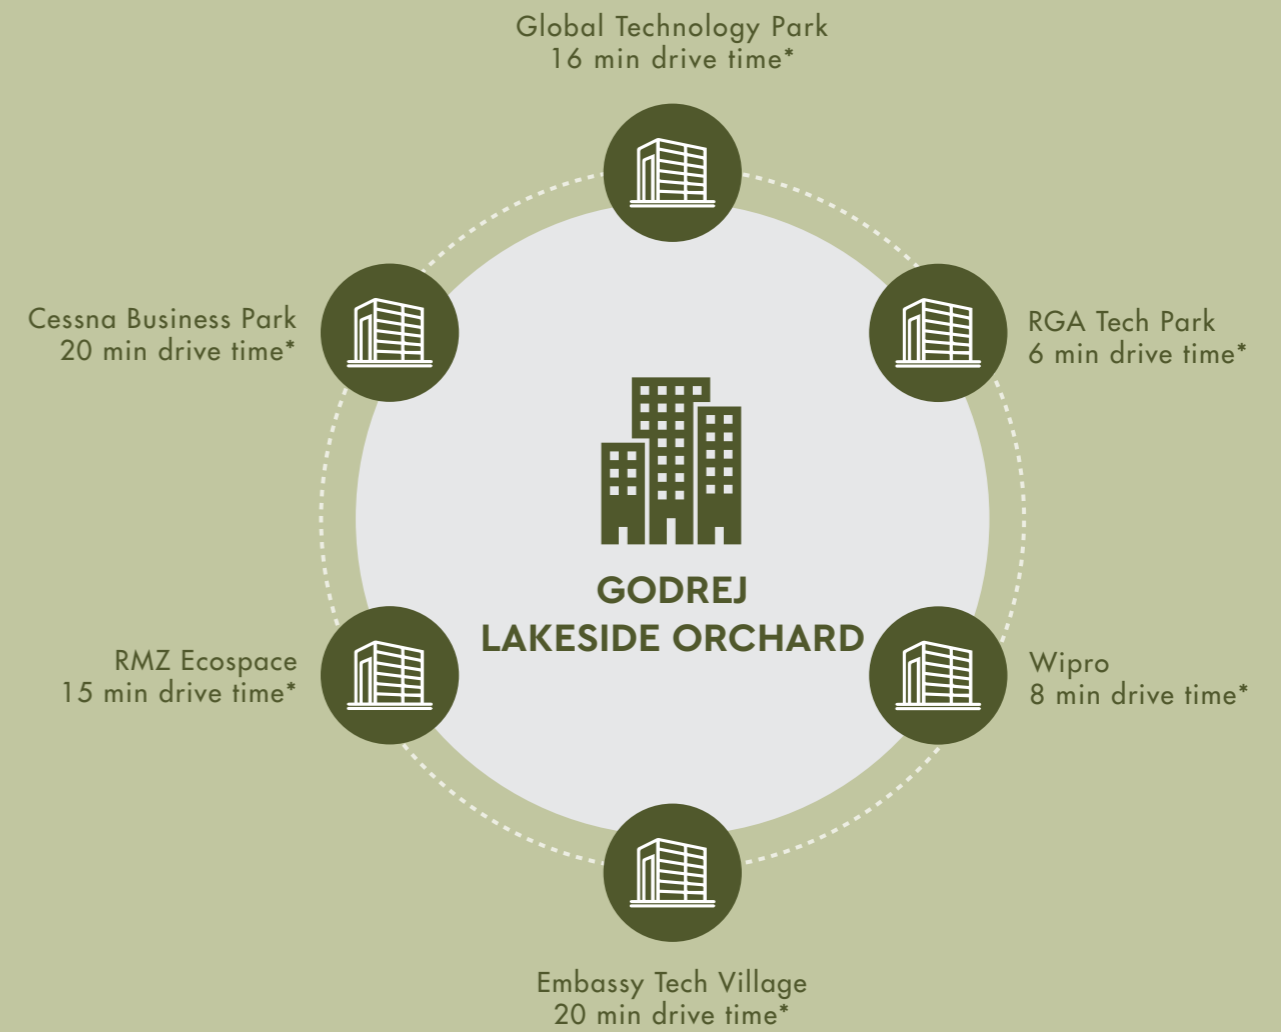 Global Technology Park
16 min drive time*
Cessna Business Park
20 min drive time*
RGA Tech Park
6 min drive time*
GODREJ
LAKESIDE ORCHARD
RMZ Ecospace
15 min drive time*
Wipro
8 min drive time*
Embassy Tech Village
20 min drive time*